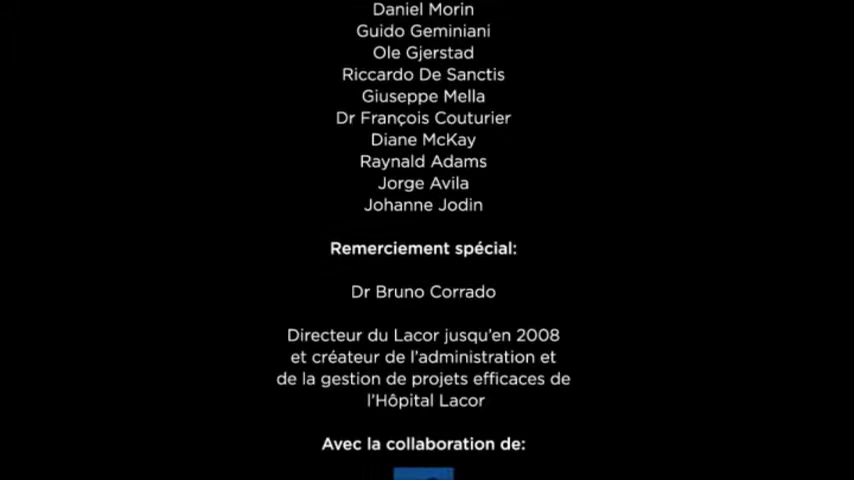 Daniel Morin
Guido Geminiani
Ole Gjerstad
Riccardo De Sanctis
Giuseppe Mella
Dr François Couturier
Diane McKay
Raynald Adams
Jorge Avila
Johanne Jodin
Remerciement spécial:
Dr Bruno Corrado
Directeur du Lacor jusqu'en 2008
et créateur de l'administration et
de la gestion de projets efficaces de
l'Hôpital Lacor
Avec la collaboration de: